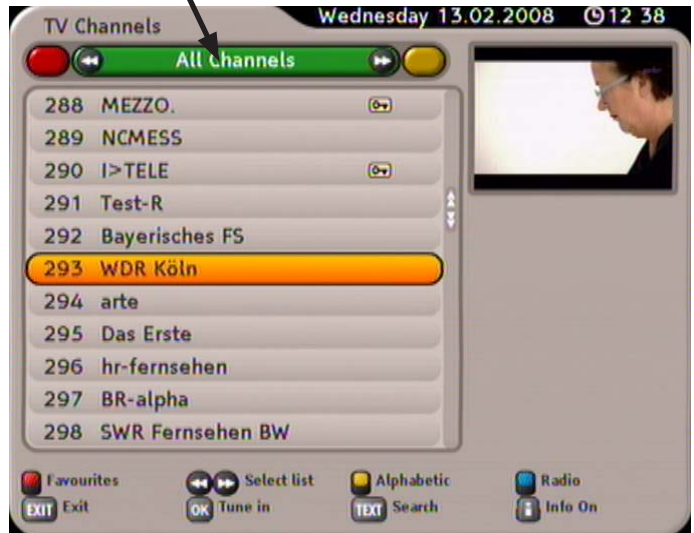 TV Channels Wednesday 13.02.2008 12 38
All Channels
288 MEZZO.
289 NCMESS
290 I>TELE
291 Test-R
292 Bayerisches FS
293 WDR Köln
294 arte
295 Das Erste
296 hr-fernsehen
297 BR-alpha
298 SWR Fernsehen BW
Favourites Select list Alphabetic Radio
EXIT Exit OK Tune in TEXT Search i Info On